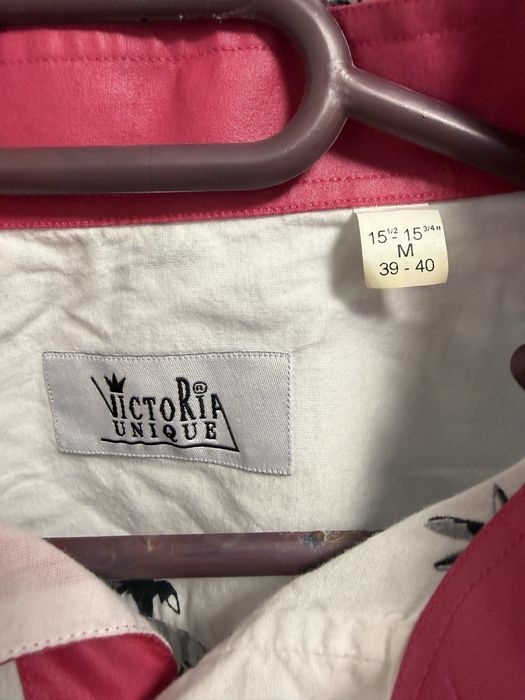 15 1/2 - 15 3/4"
M
39 - 40
VICTORIA®
UNIQUE